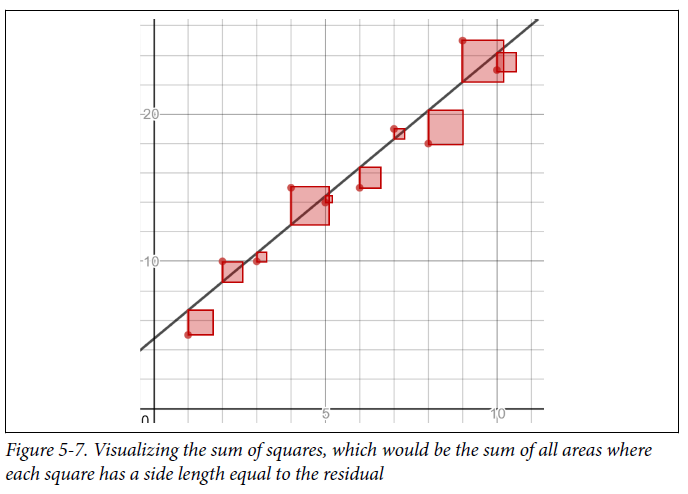 20
10
0
5
10
Figure 5-7. Visualizing the sum of squares, which would be the sum of all areas where
each square has a side length equal to the residual